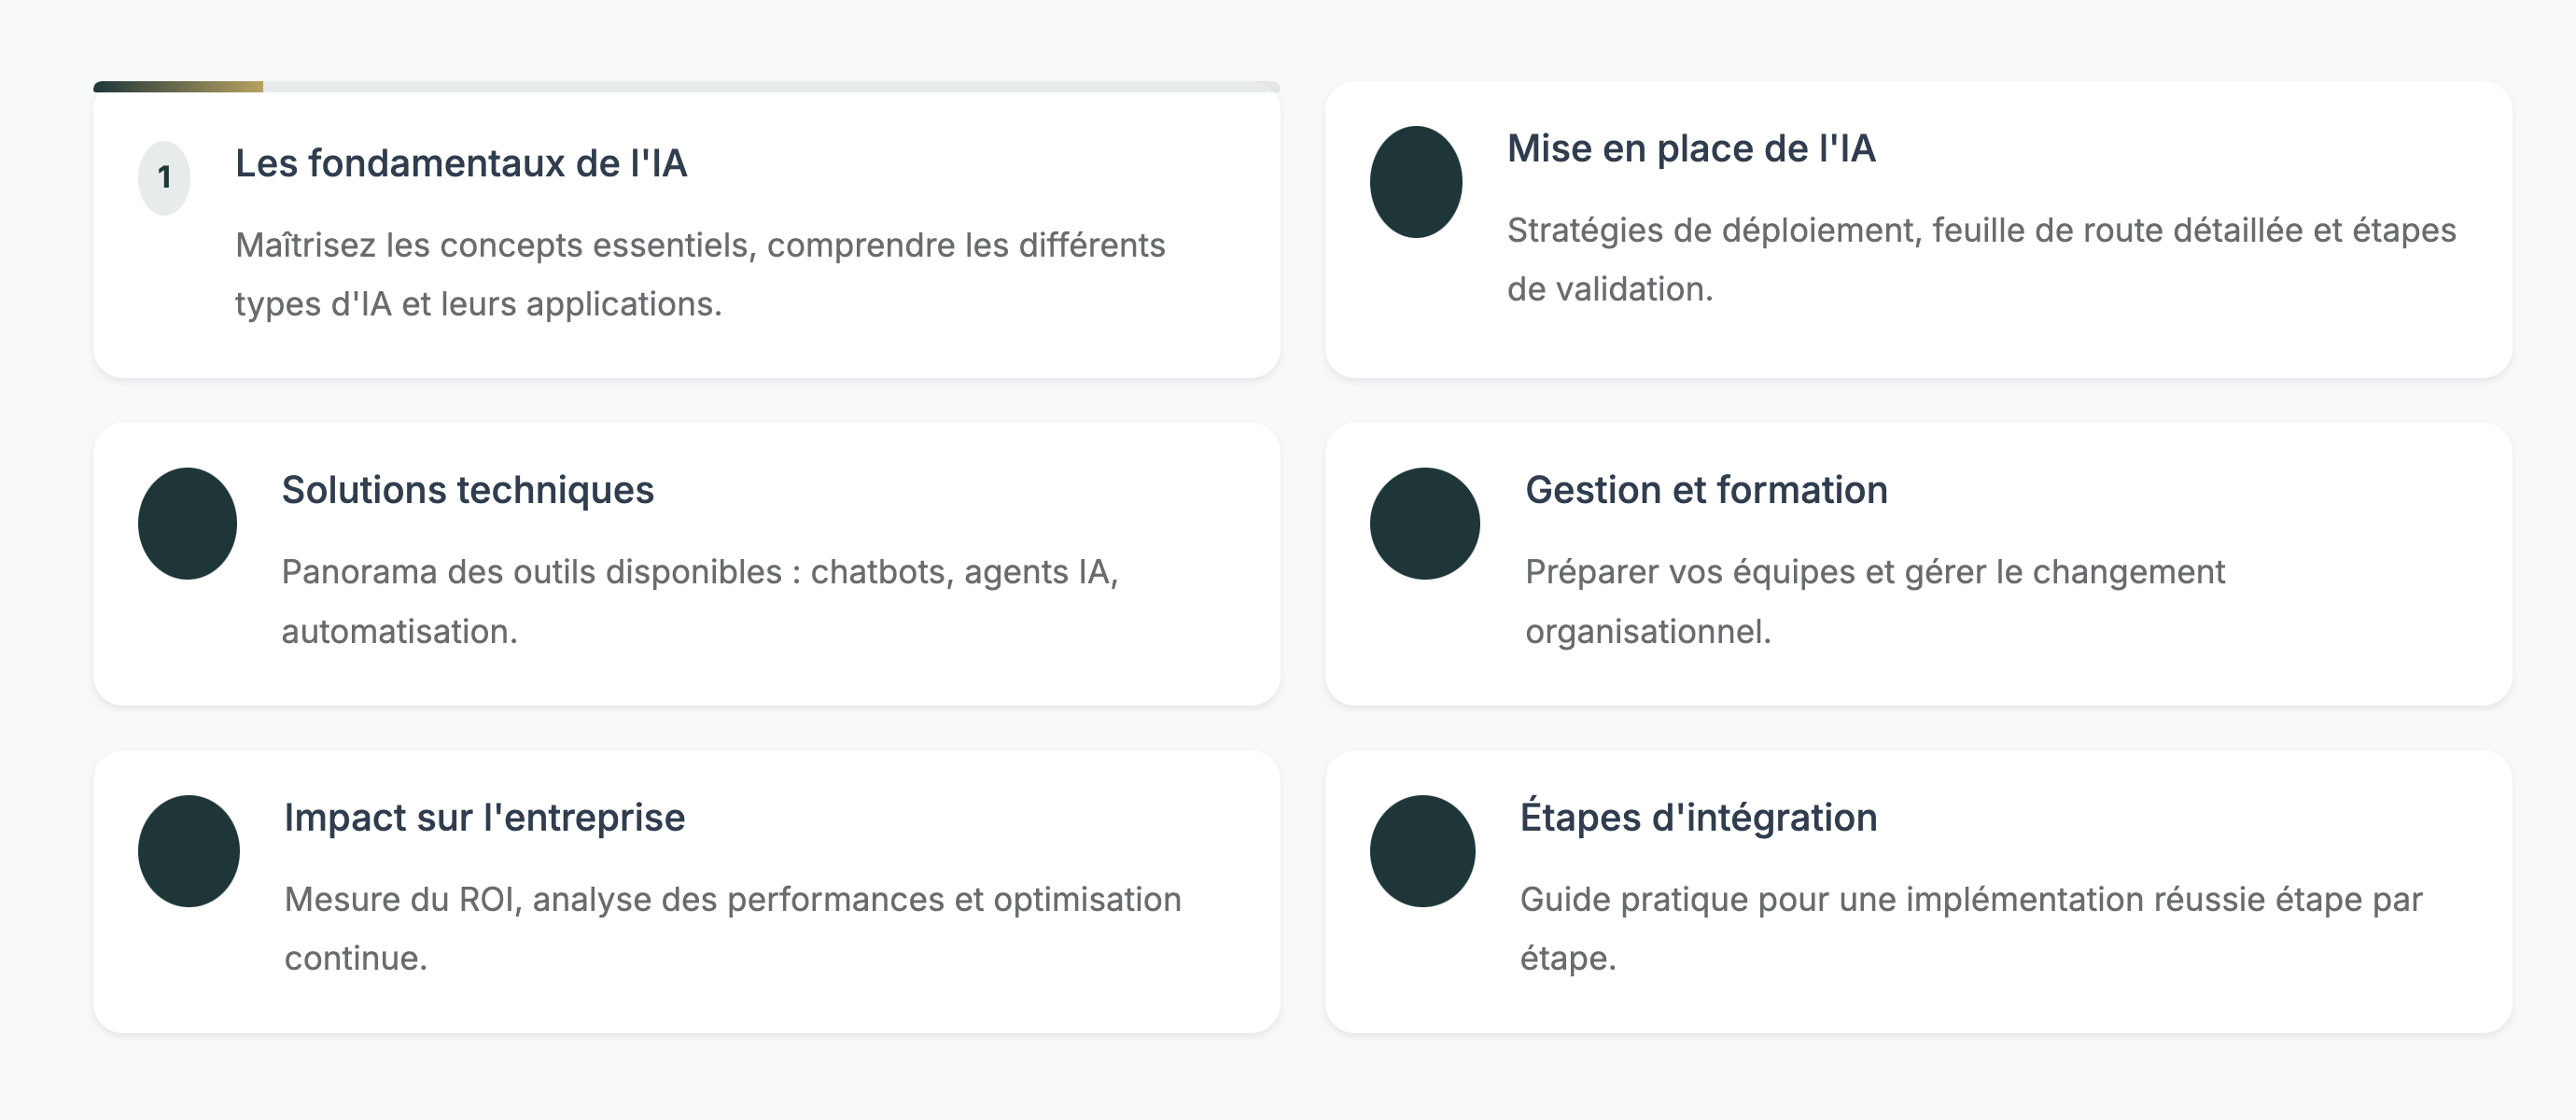 1
Les fondamentaux de l'IA
Maîtrisez les concepts essentiels, comprendre les différents
types d'IA et leurs applications.
Mise en place de l'IA
Stratégies de déploiement, feuille de route détaillée et étapes
de validation.
Solutions techniques
Panorama des outils disponibles : chatbots, agents IA,
automatisation.
Gestion et formation
Préparer vos équipes et gérer le changement
organisationnel.
Impact sur l'entreprise
Mesure du ROI, analyse des performances et optimisation
continue.
Étapes d'intégration
Guide pratique pour une implémentation réussie étape par
étape.